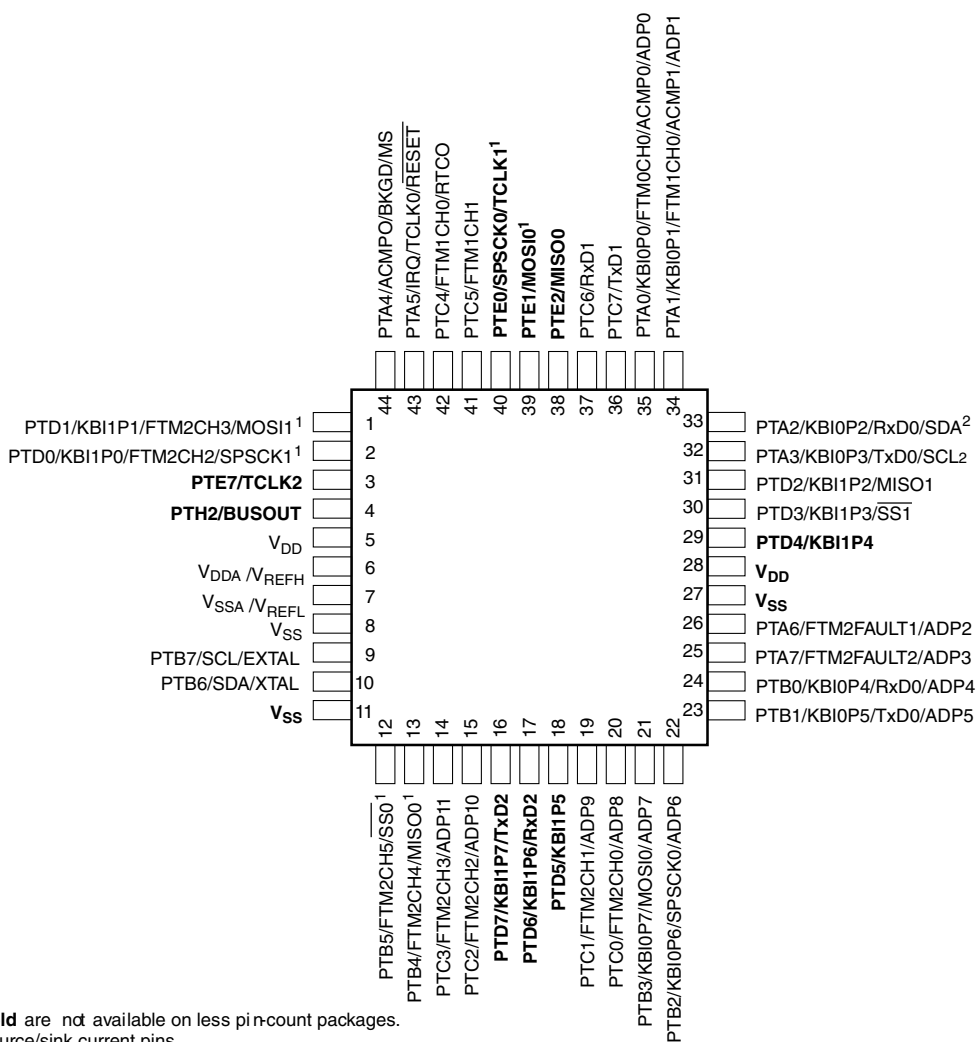 PTA4/ACMPO/BKGD/MS
PTA5/IRQ/TCLK0/RESET
PTC4/FTM1CH0/RTCO
PTC5/FTM1CH1
PTE0/SPSCK0/TCLK1¹
PTE1/MOSI0¹
PTE2/MISO0
PTC6/RxD1
PTC7/TxD1
PTA0/KBI0P0/FTM0CH0/ACMP0/ADP0
PTA1/KBI0P1/FTM1CH0/ACMP1/ADP1
44
43
42
41
40
39
38
37
36
35
34
PTD1/KBI1P1/FTM2CH3/MOSI1¹ 1
PTD0/KBI1P0/FTM2CH2/SPSCK1¹ 2
PTE7/TCLK2 3
PTH2/BUSOUT 4
VDD 5
VDDA /VREFH 6
VSSA /VREFL 7
VSS 8
PTB7/SCL/EXTAL 9
PTB6/SDA/XTAL 10
VSS 11
33 PTA2/KBI0P2/RxD0/SDA²
32 PTA3/KBI0P3/TxD0/SCL2
31 PTD2/KBI1P2/MISO1
30 PTD3/KBI1P3/SS1
29 PTD4/KBI1P4
28 VDD
27 VSS
26 PTA6/FTM2FAULT1/ADP2
25 PTA7/FTM2FAULT2/ADP3
24 PTB0/KBI0P4/RxD0/ADP4
23 PTB1/KBI0P5/TxD0/ADP5
12
13
14
15
16
17
18
19
20
21
22
PTB5/FTM2CH5/SS0¹
PTB4/FTM2CH4/MISO0¹
PTC3/FTM2CH3/ADP11
PTC2/FTM2CH2/ADP10
PTD7/KBI1P7/TxD2
PTD6/KBI1P6/RxD2
PTD5/KBI1P5
PTC1/FTM2CH1/ADP9
PTC0/FTM2CH0/ADP8
PTB3/KBI0P7/MOSI0/ADP7
PTB2/KBI0P6/SPSCK0/ADP6
ld are not available on less pin-count packages.
urce/sink current pins